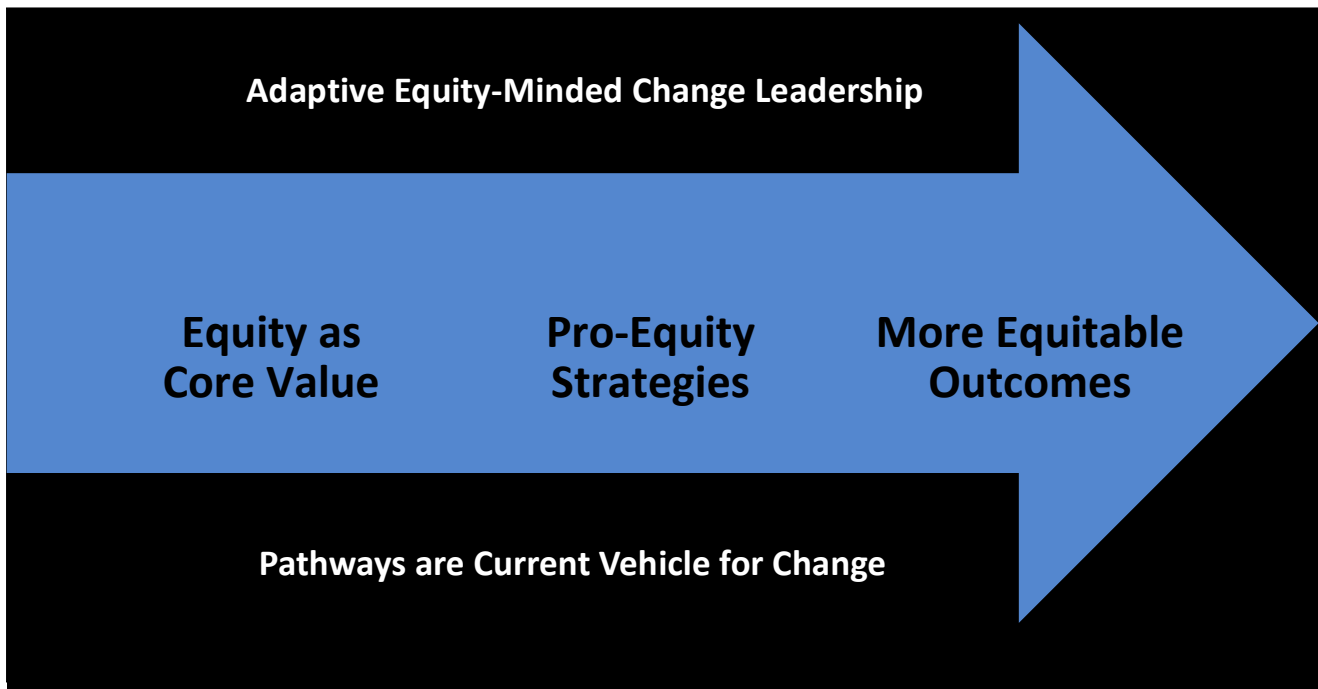 Adaptive Equity-Minded Change Leadership
Equity as
Core Value
Pro-Equity
Strategies
More Equitable
Outcomes
Pathways are Current Vehicle for Change